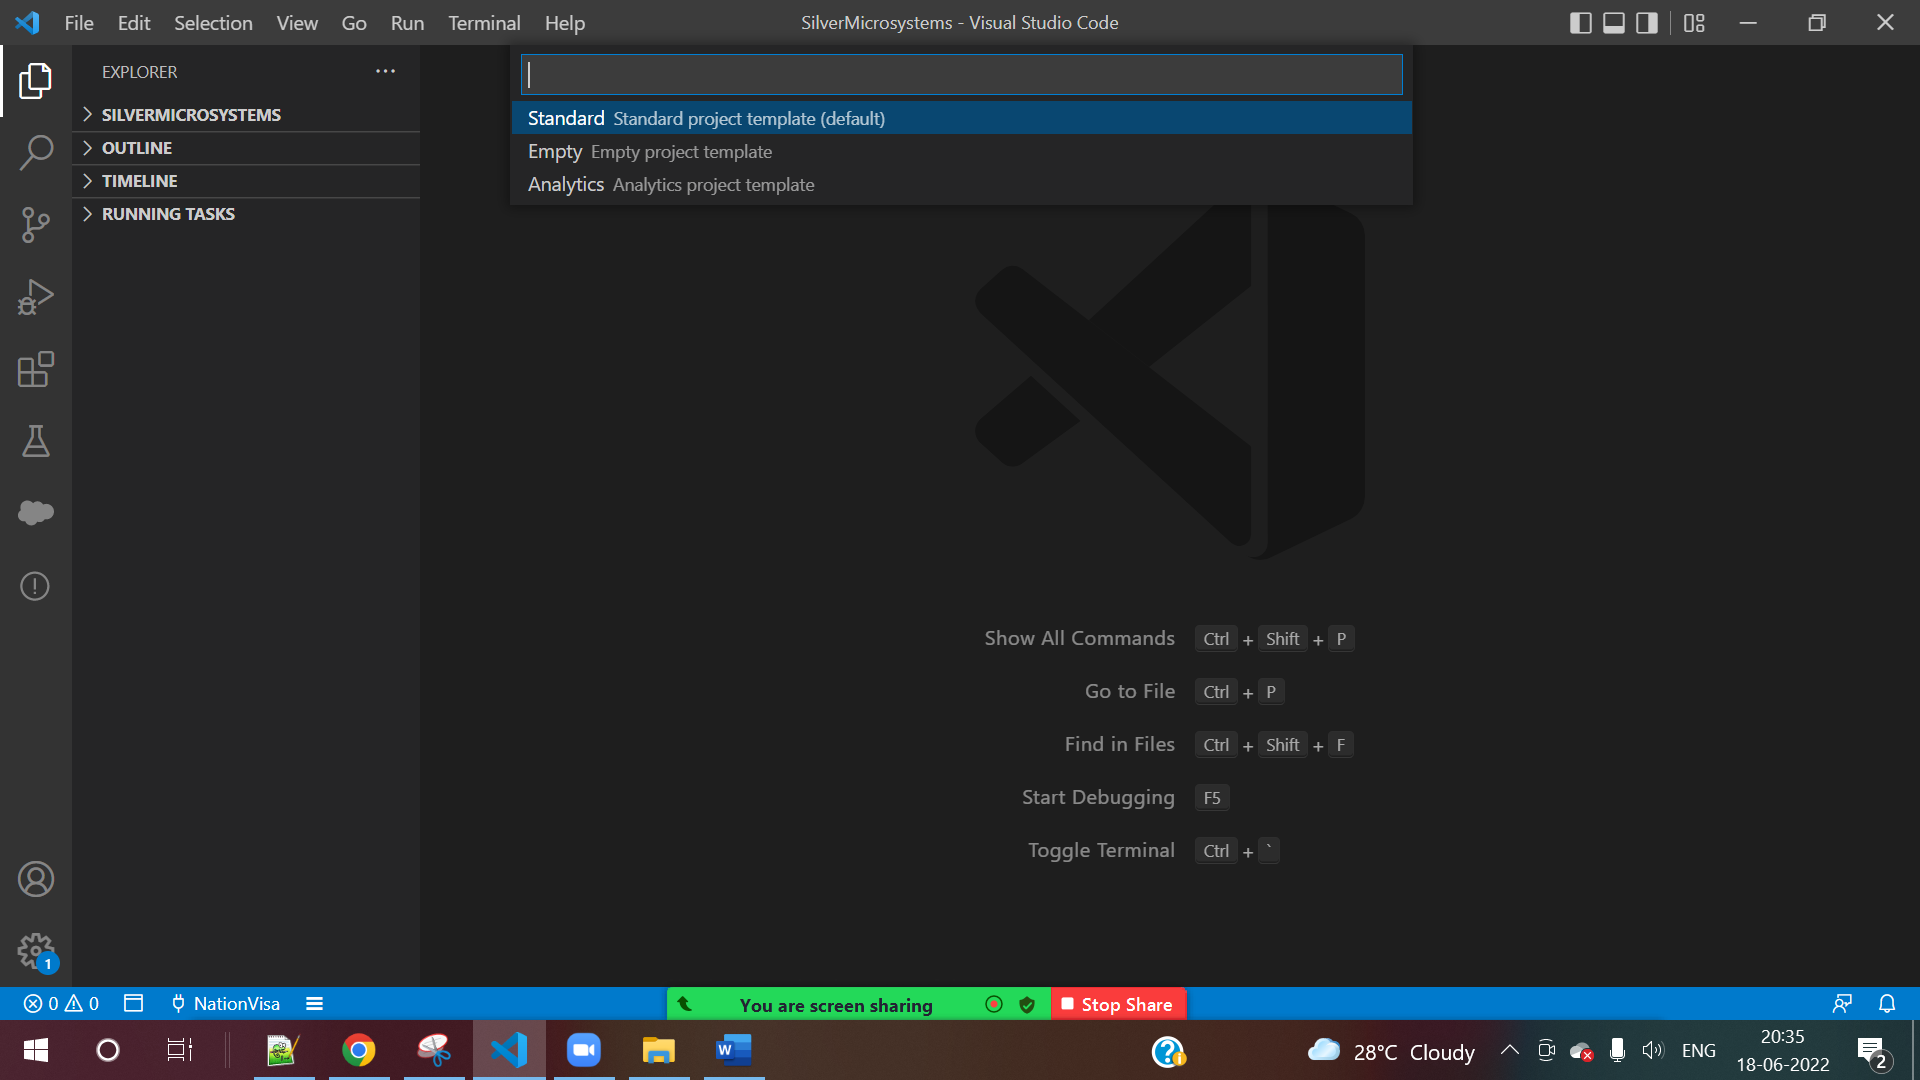 File Edit Selection View Go Run Terminal Help
SilverMicrosystems - Visual Studio Code
EXPLORER
SILVERMICROSYSTEMS
OUTLINE
TIMELINE
RUNNING TASKS
Standard Standard project template (default)
Empty Empty project template
Analytics Analytics project template
Show All Commands Ctrl + Shift + P
Go to File Ctrl + P
Find in Files Ctrl + Shift + F
Start Debugging F5
Toggle Terminal Ctrl + `
1
0 0 NationVisa
You are screen sharing
Stop Share
W
28°C Cloudy
ENG
20:35
18-06-2022
2